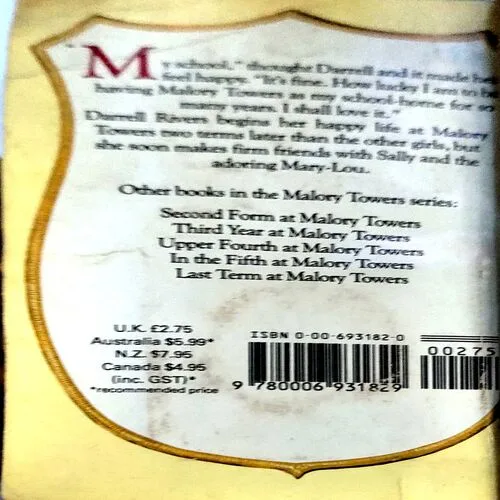 "My school," thought Darrell and it made he
feel happy. "It's fine. How lucky I am to be
having Malory Towers as my school-home for so
many years. I shall love it."
Darrell Rivers begins her happy life at Malory
Towers two terms later than the other girls, but
she soon makes firm friends with Sally and the
adoring Mary-Lou.
Other books in the Malory Towers series:
Second Form at Malory Towers
Third Year at Malory Towers
Upper Fourth at Malory Towers
In the Fifth at Malory Towers
Last Term at Malory Towers
U.K. £2.75
Australia $5.99*
N.Z. $7.95
Canada $4.95
(inc. GST)*
*recommended price
ISBN 0-00-693182-0
9 780006 931829
00275